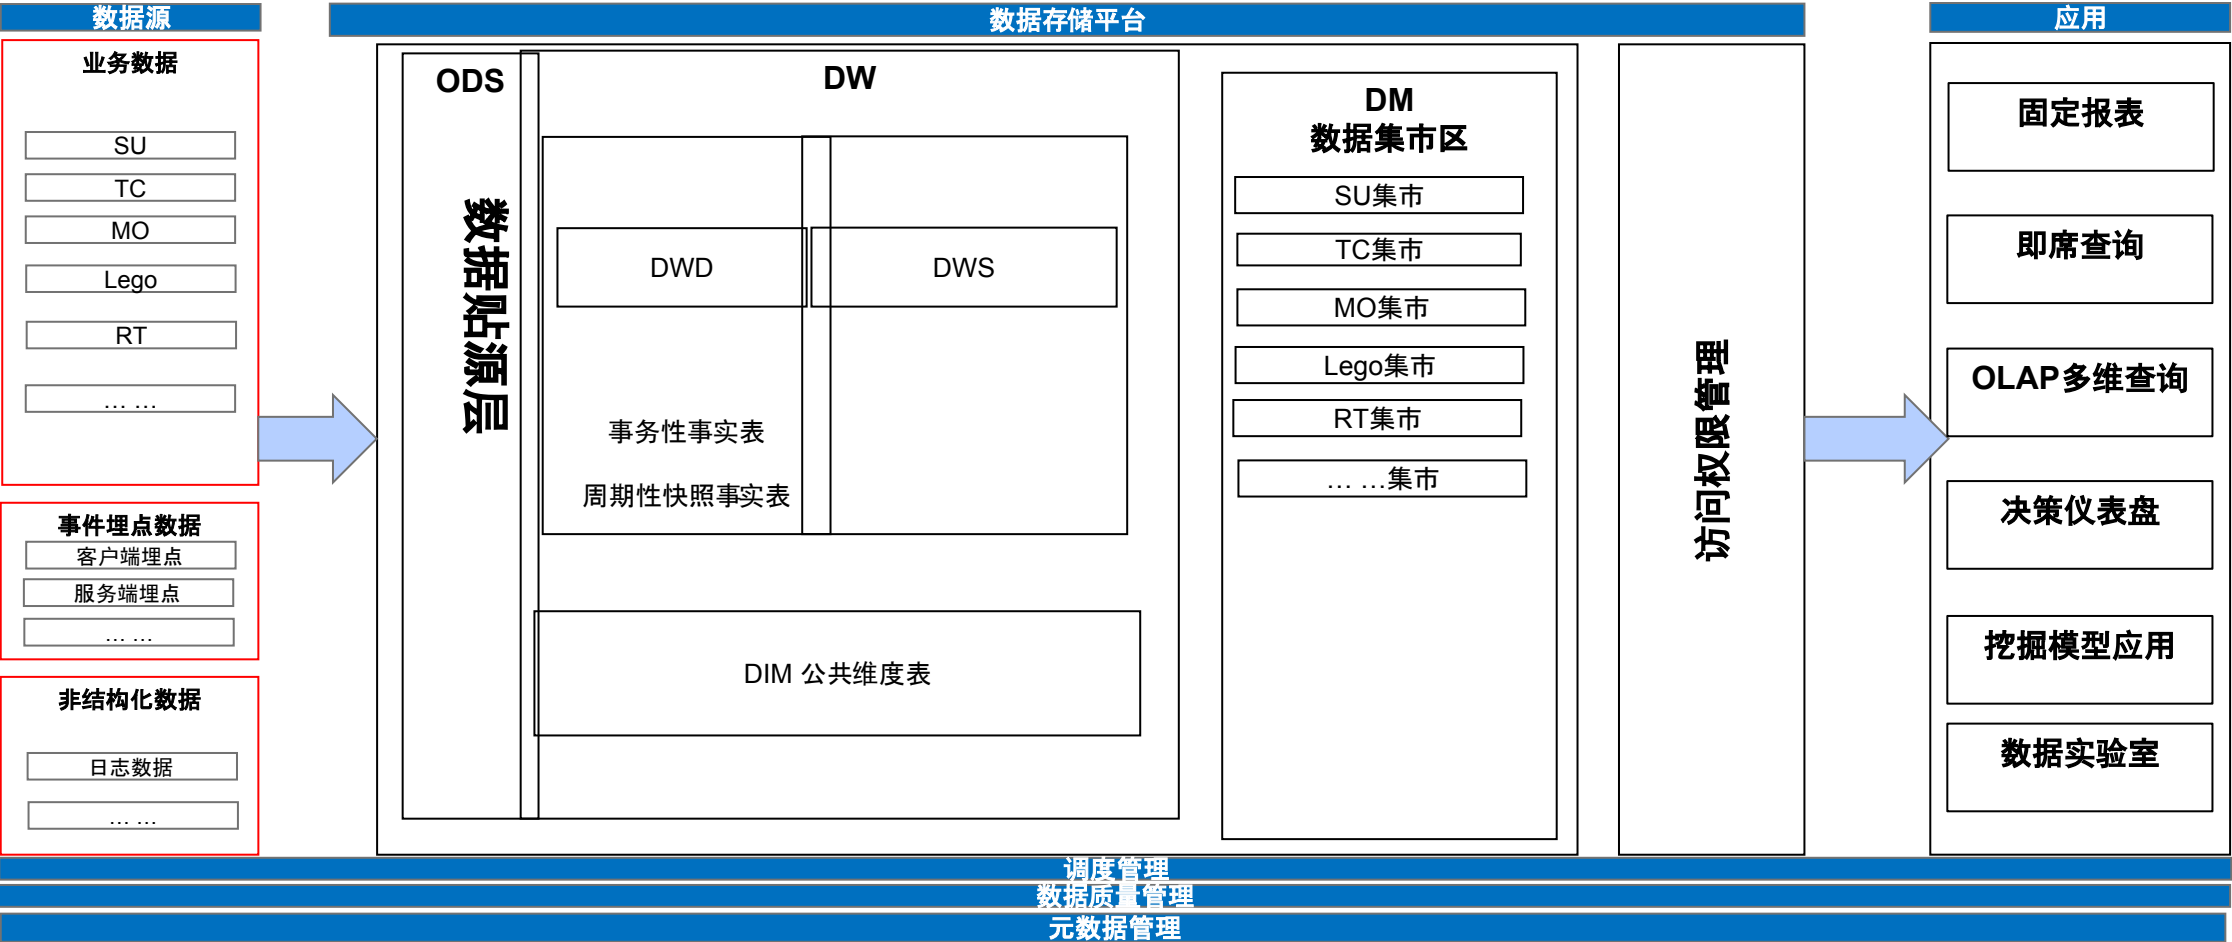 数据源
数据存储平台
应用
业务数据
SU
TC
MO
Lego
RT
... ...
事件埋点数据
客户端埋点
服务端埋点
... ...
非结构化数据
日志数据
... ...
ODS
数据贴源层
DW
DWD
DWS
事务性事实表
周期性快照事实表
DIM 公共维度表
DM
数据集市区
SU集市
TC集市
MO集市
Lego集市
RT集市
... ...集市
访问权限管理
固定报表
即席查询
OLAP多维查询
决策仪表盘
挖掘模型应用
数据实验室
调度管理
数据质量管理
元数据管理